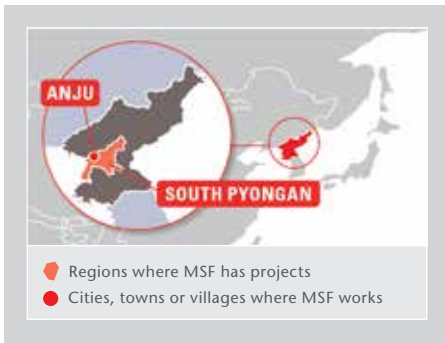 ANJU
SOUTH PYONGAN
Regions where MSF has projects
Cities, towns or villages where MSF works